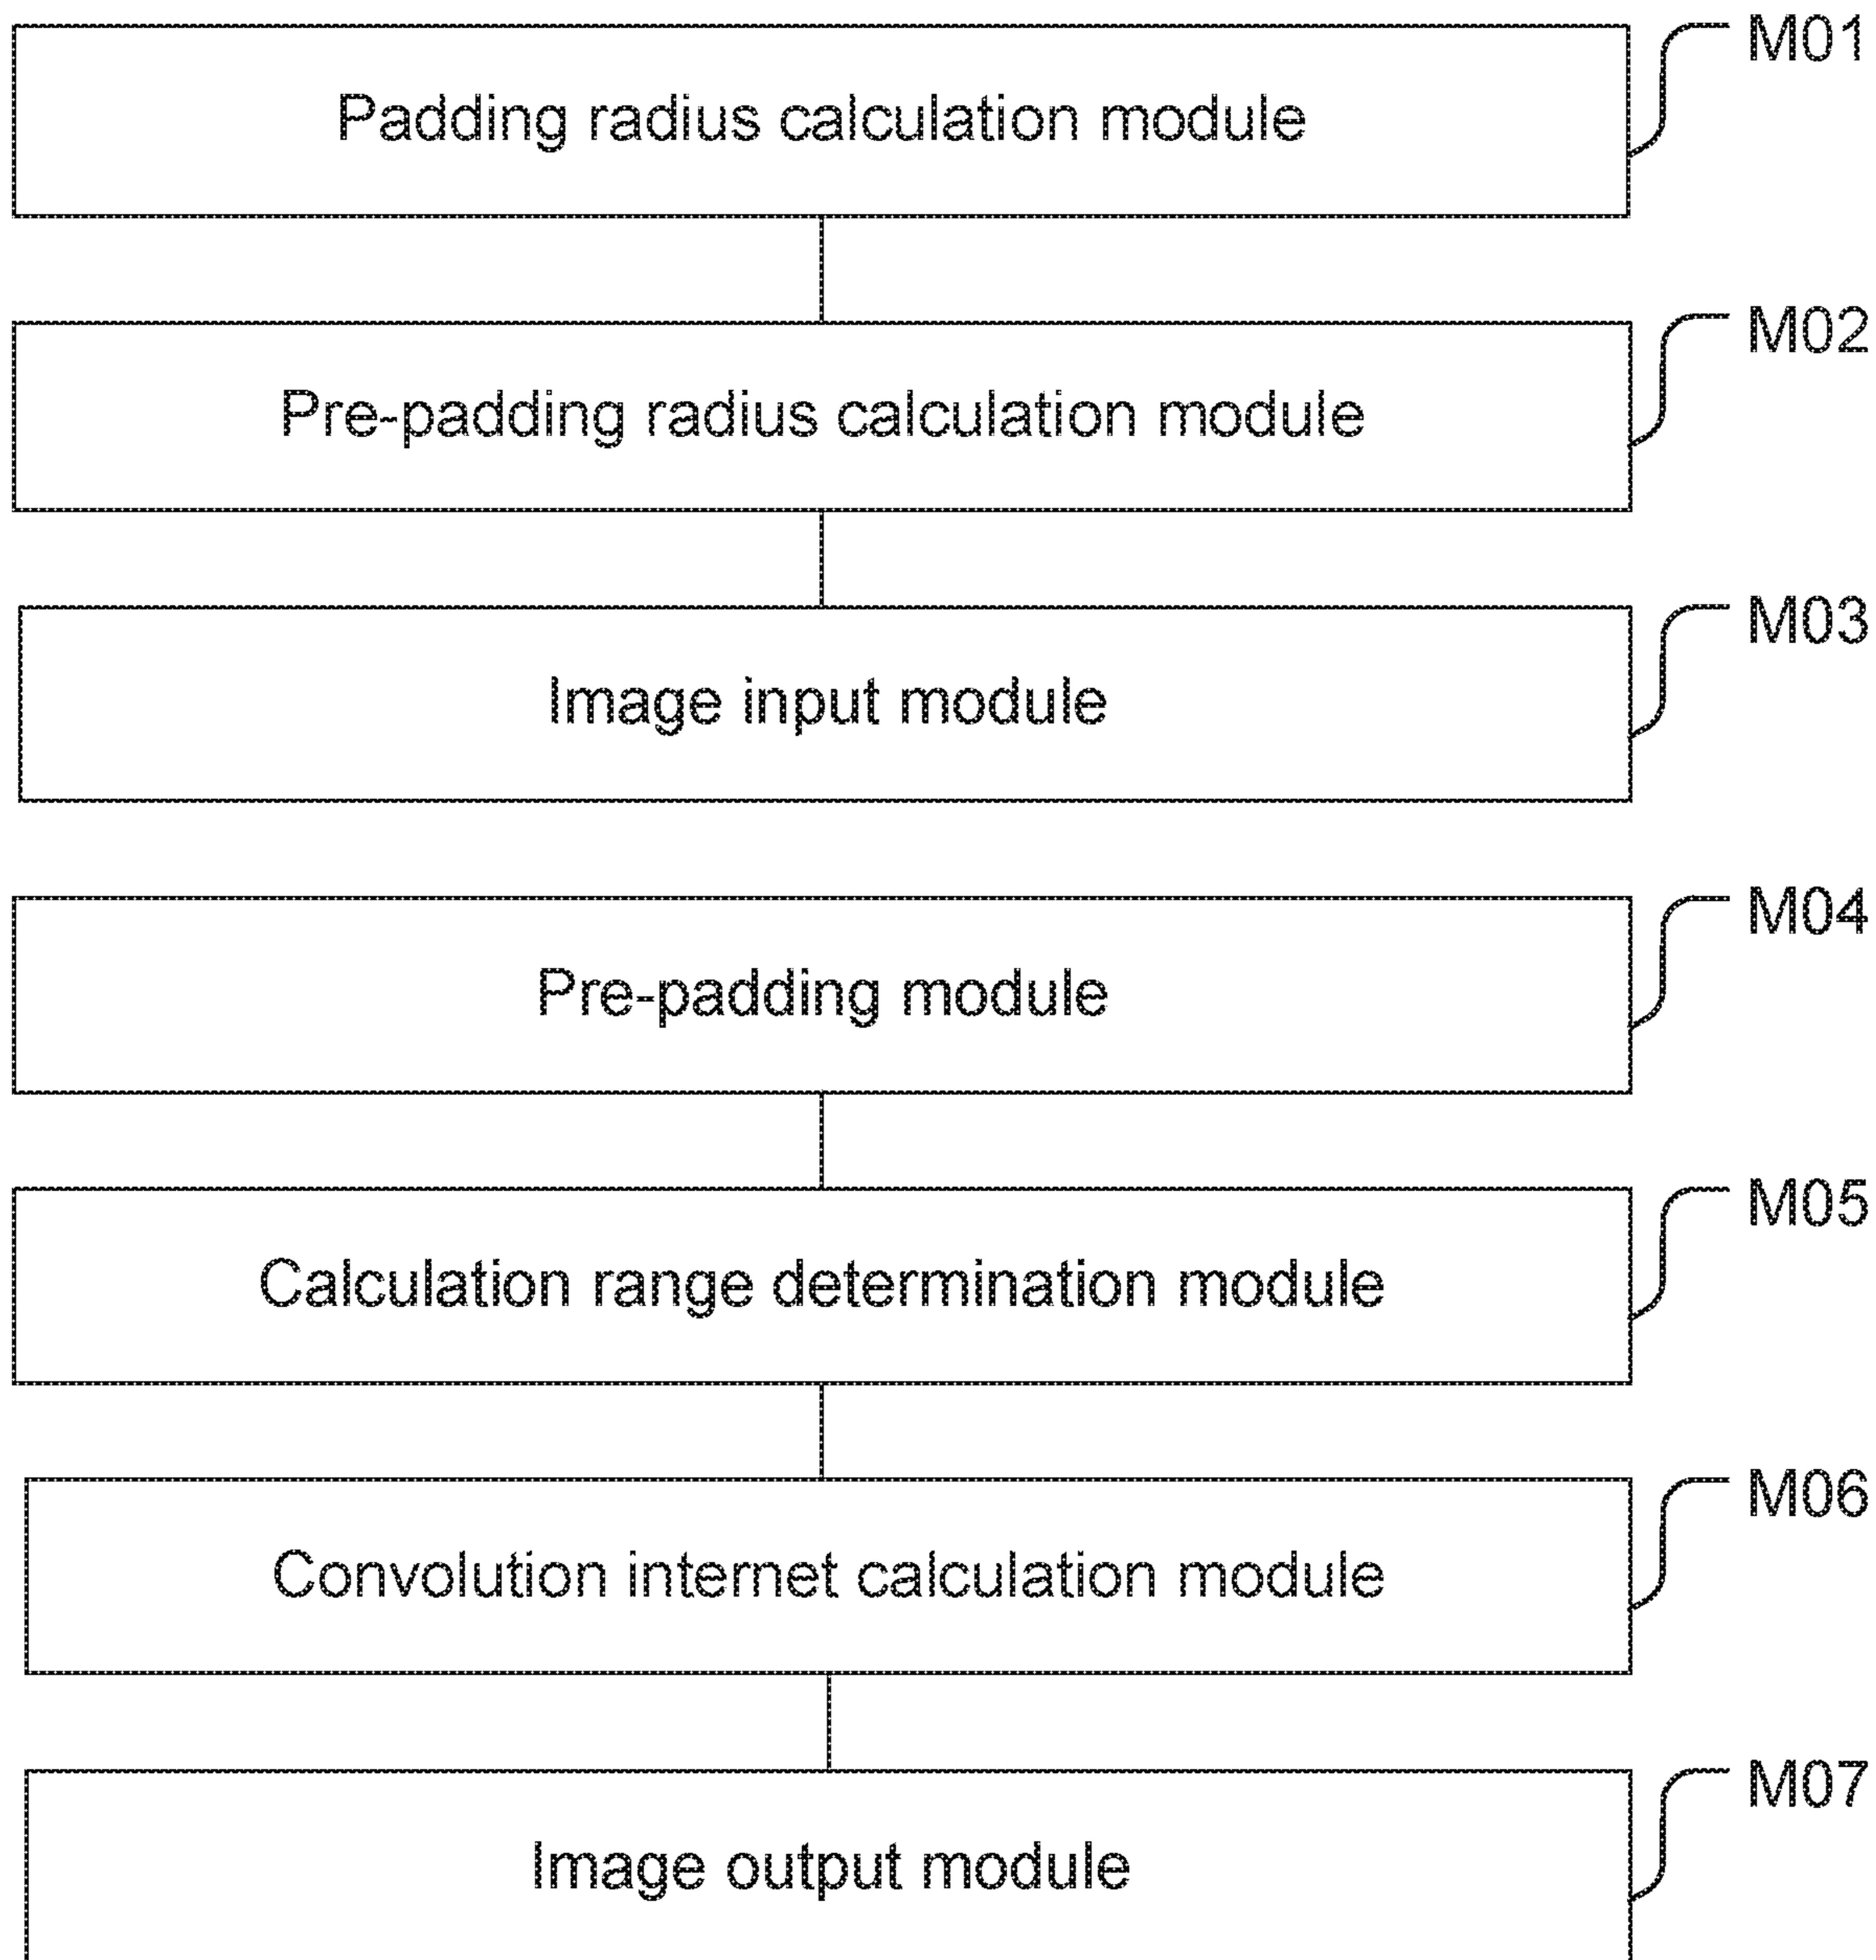 M01
Padding radius calculation module
M02
Pre-padding radius calculation module
M03
Image input module
M04
Pre-padding module
M05
Calculation range determination module
M06
Convolution internet calculation module
M07
Image output module